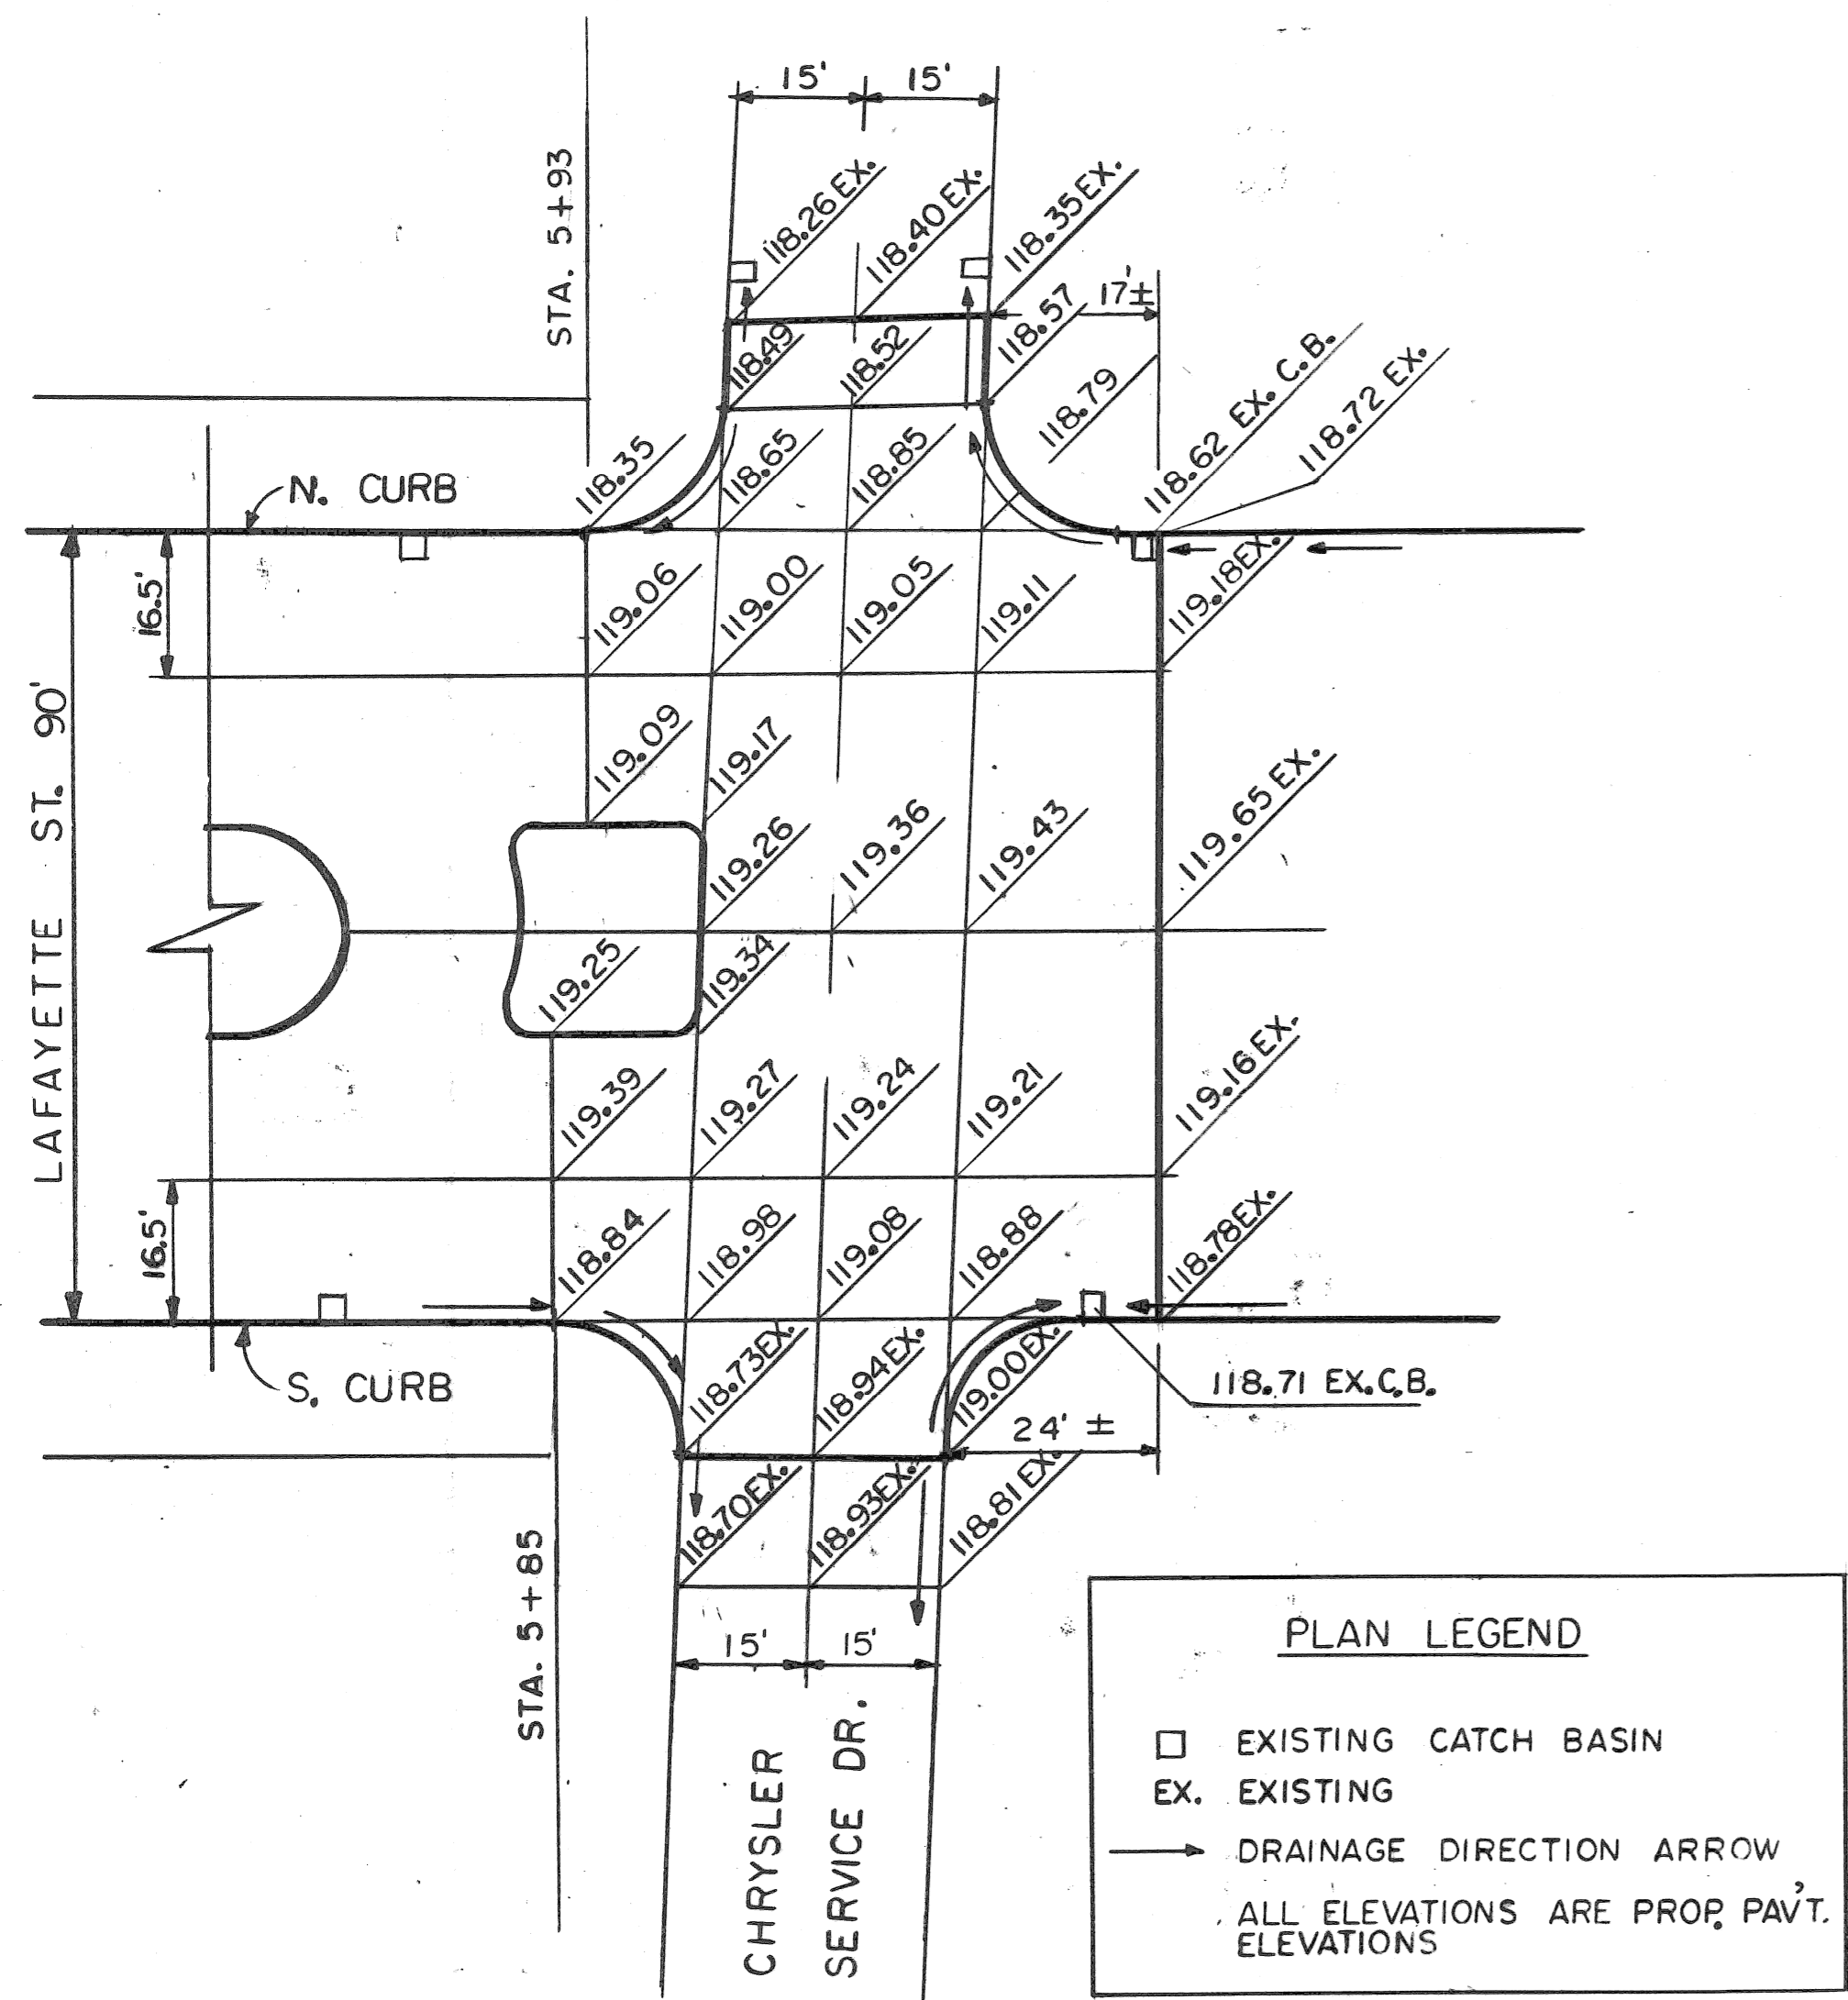 15' 15'
STA. 5+93
118.26 EX.
118.40 EX.
118.35 EX.
17'±
118.49
118.52
118.57
118.79
118.62 EX. C.B.
118.72 EX.
118.35
118.65
118.85
N. CURB
16.5'
119.06
119.00
119.05
119.11
119.18 EX.
LAFAYETTE ST. 90'
119.09
119.17
119.26
119.36
119.43
119.65 EX.
119.25
119.34
119.39
119.27
119.24
119.21
119.16 EX.
16.5'
118.84
118.98
119.08
118.88
118.78 EX.
S. CURB
118.73 EX.
118.94 EX.
119.00 EX.
118.71 EX. C.B.
24' ±
118.70 EX.
118.93 EX.
118.81 EX.
STA. 5+85
15' 15'
CHRYSLER
SERVICE DR.
PLAN LEGEND
EXISTING CATCH BASIN
EX. EXISTING
DRAINAGE DIRECTION ARROW
ALL ELEVATIONS ARE PROP. PAV'T.
ELEVATIONS